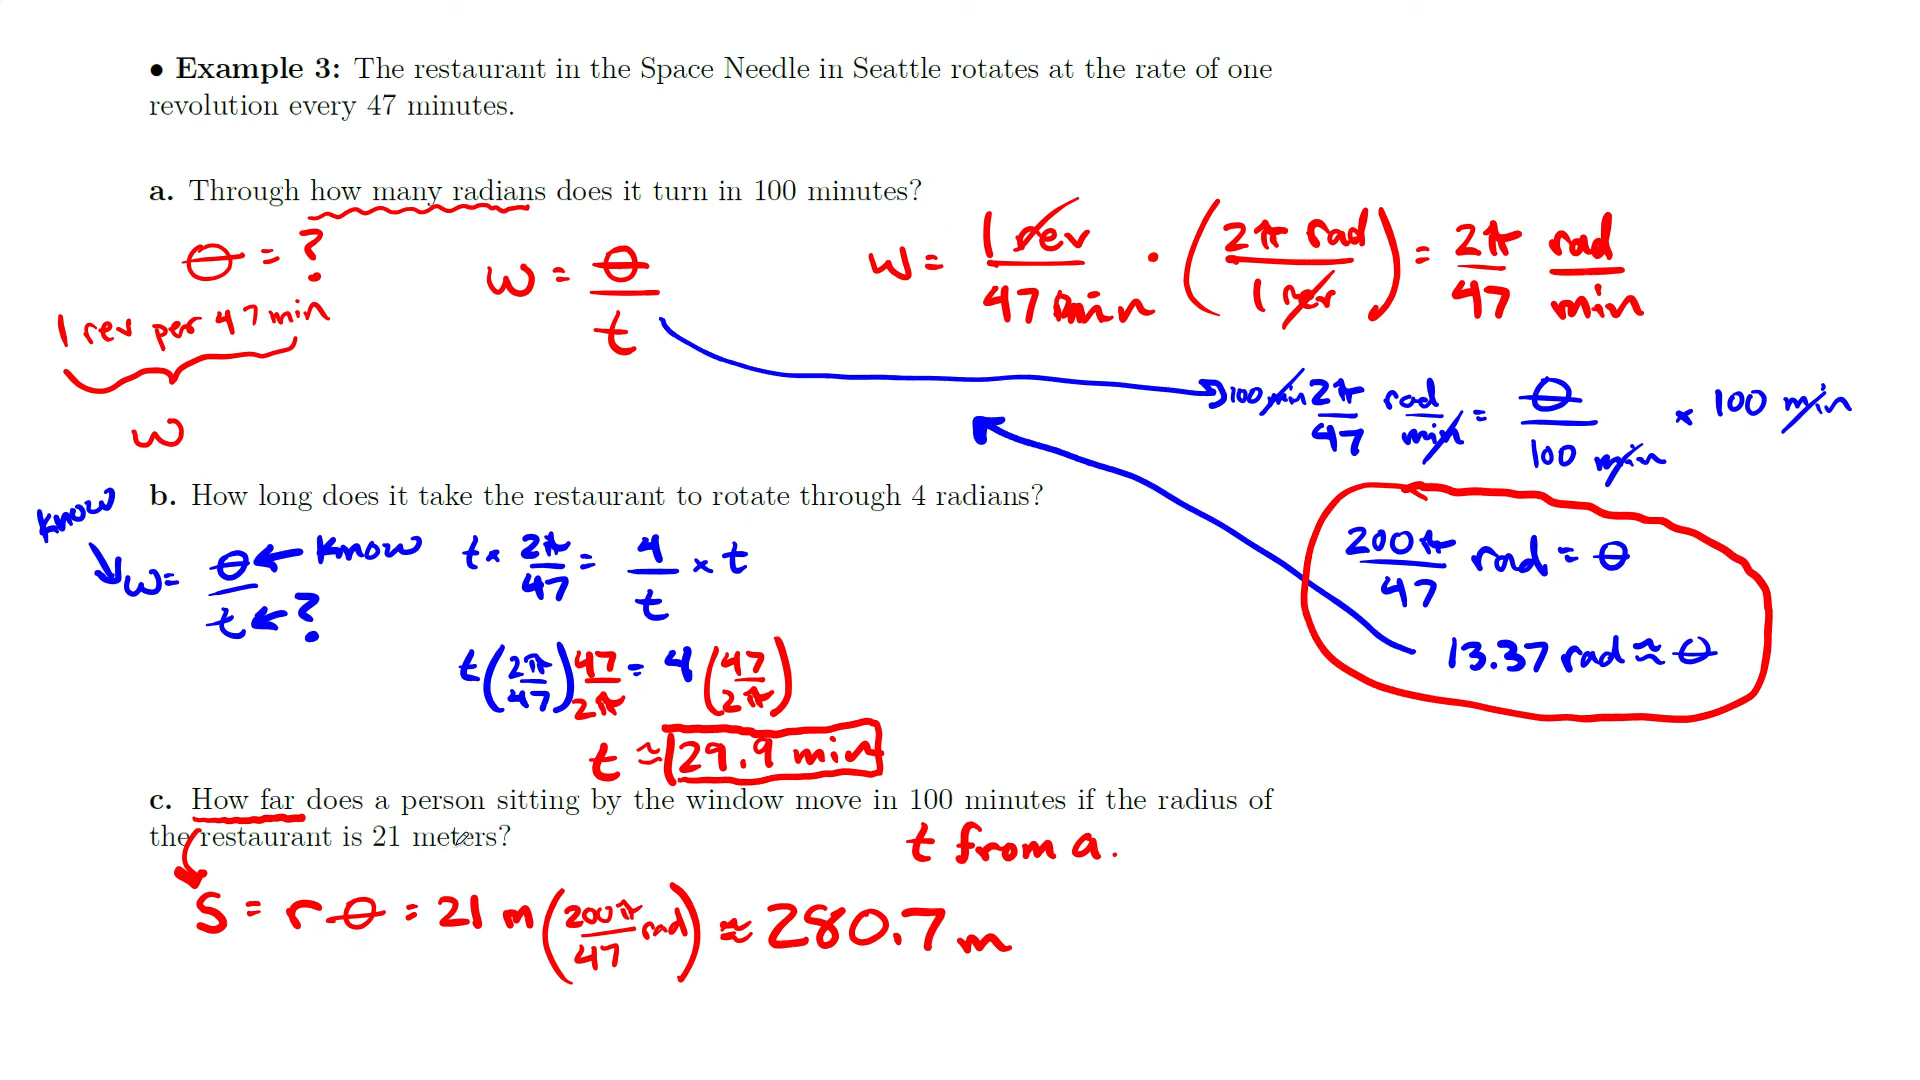 • Example 3: The restaurant in the Space Needle in Seattle rotates at the rate of one
revolution every 47 minutes.
a. Through how many radians does it turn in 100 minutes?
θ = ?
1 rev per 47 min
ω
ω = θ/t
ω = 1 rev/47 min · (2π rad/1 rev) = 2π/47 rad/min
100 min 2π/47 rad/min = θ/100 min × 100 min
200π/47 rad = θ
13.37 rad ≈ θ
b. How long does it take the restaurant to rotate through 4 radians?
know
ω = θ/t ← know
← ?
t × 2π/47 = 4/t × t
t(2π/47) 47/2π = 4(47/2π)
t ≈ 29.9 min
c. How far does a person sitting by the window move in 100 minutes if the radius of
the restaurant is 21 meters?
t from a.
S = rθ = 21 m (200π/47 rad) ≈ 280.7 m